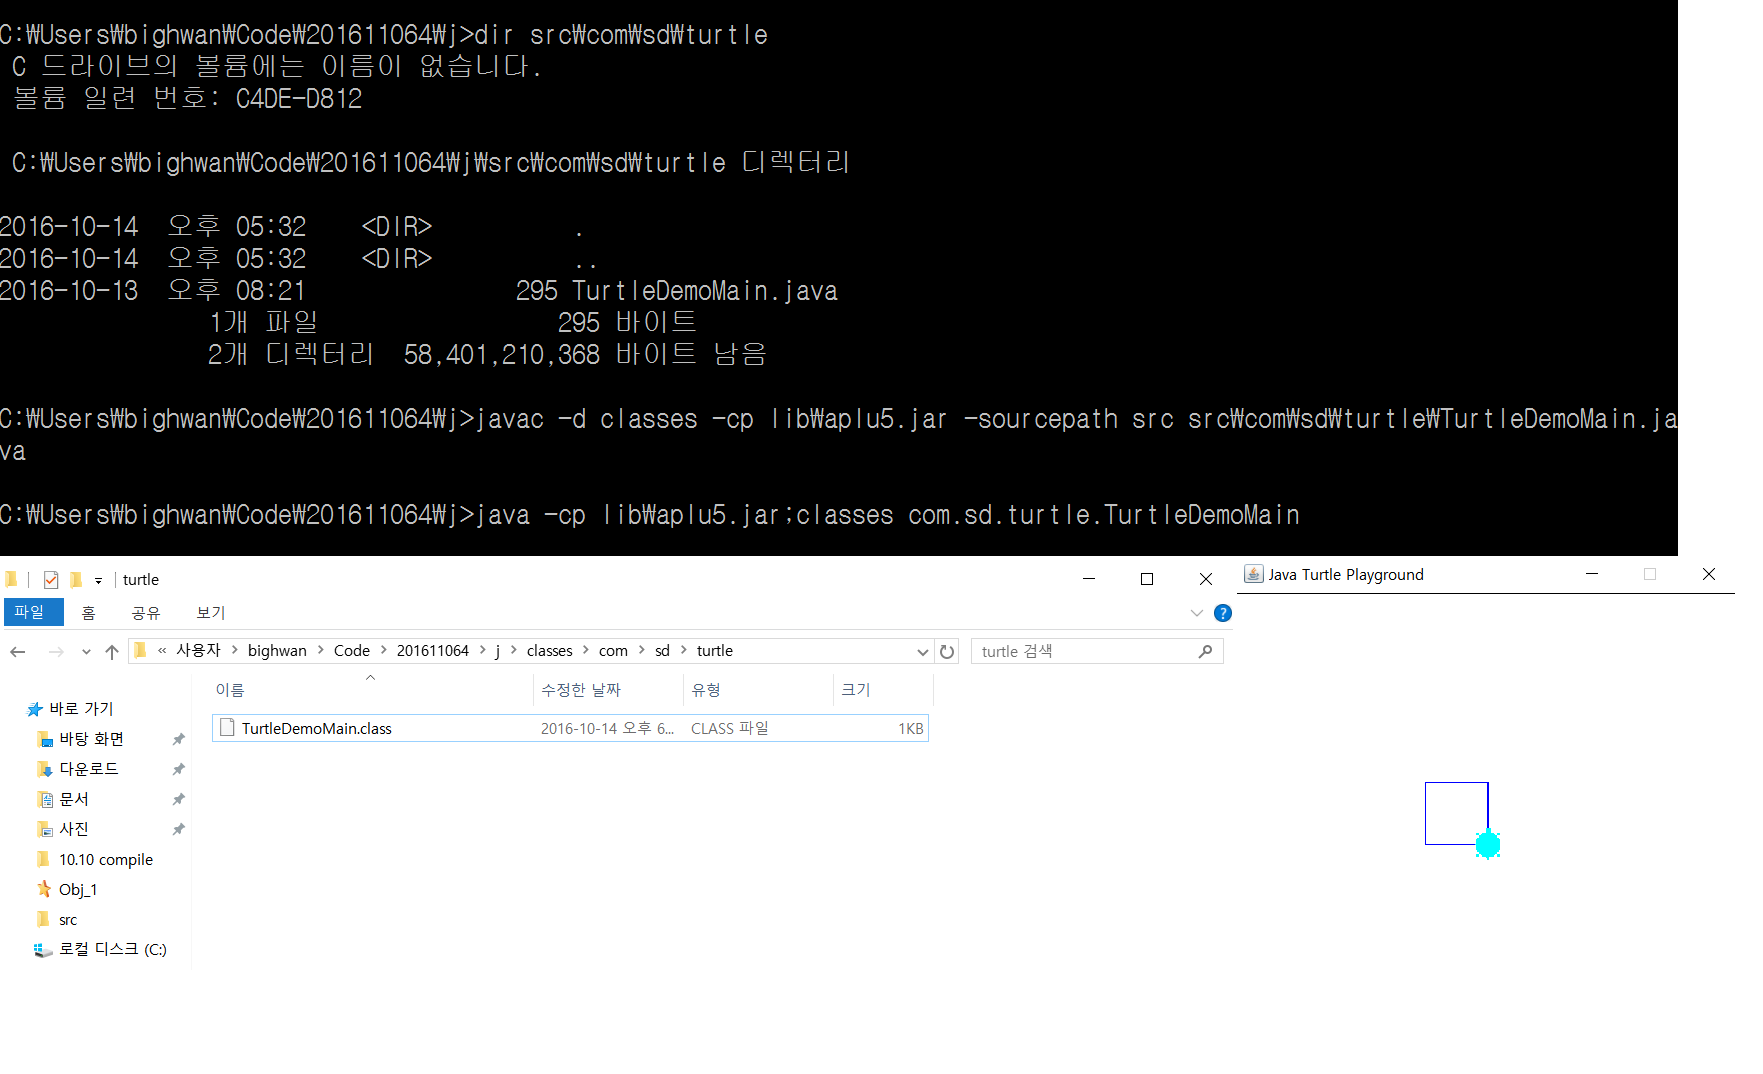 C:₩Users₩bighwan₩Code₩201611064₩j>dir src₩com₩sd₩turtle
C 드라이브의 볼륨에는 이름이 없습니다.
볼륨 일련 번호: C4DE-D812
C:₩Users₩bighwan₩Code₩201611064₩j₩src₩com₩sd₩turtle 디렉터리
2016-10-14 오후 05:32 <DIR> .
2016-10-14 오후 05:32 <DIR> ..
2016-10-13 오후 08:21 295 TurtleDemoMain.java
1개 파일 295 바이트
2개 디렉터리 58,401,210,368 바이트 남음
C:₩Users₩bighwan₩Code₩201611064₩j>javac -d classes -cp lib₩aplu5.jar -sourcepath src src₩com₩sd₩turtle₩TurtleDemoMain.ja
va
C:₩Users₩bighwan₩Code₩201611064₩j>java -cp lib₩aplu5.jar;classes com.sd.turtle.TurtleDemoMain
turtle
파일 홈 공유 보기
« 사용자 > bighwan > Code > 201611064 > j > classes > com > sd > turtle
turtle 검색
이름 수정한 날짜 유형 크기
TurtleDemoMain.class 2016-10-14 오후 6... CLASS 파일 1KB
바로 가기
바탕 화면
다운로드
문서
사진
10.10 compile
Obj_1
src
로컬 디스크 (C:)
Java Turtle Playground